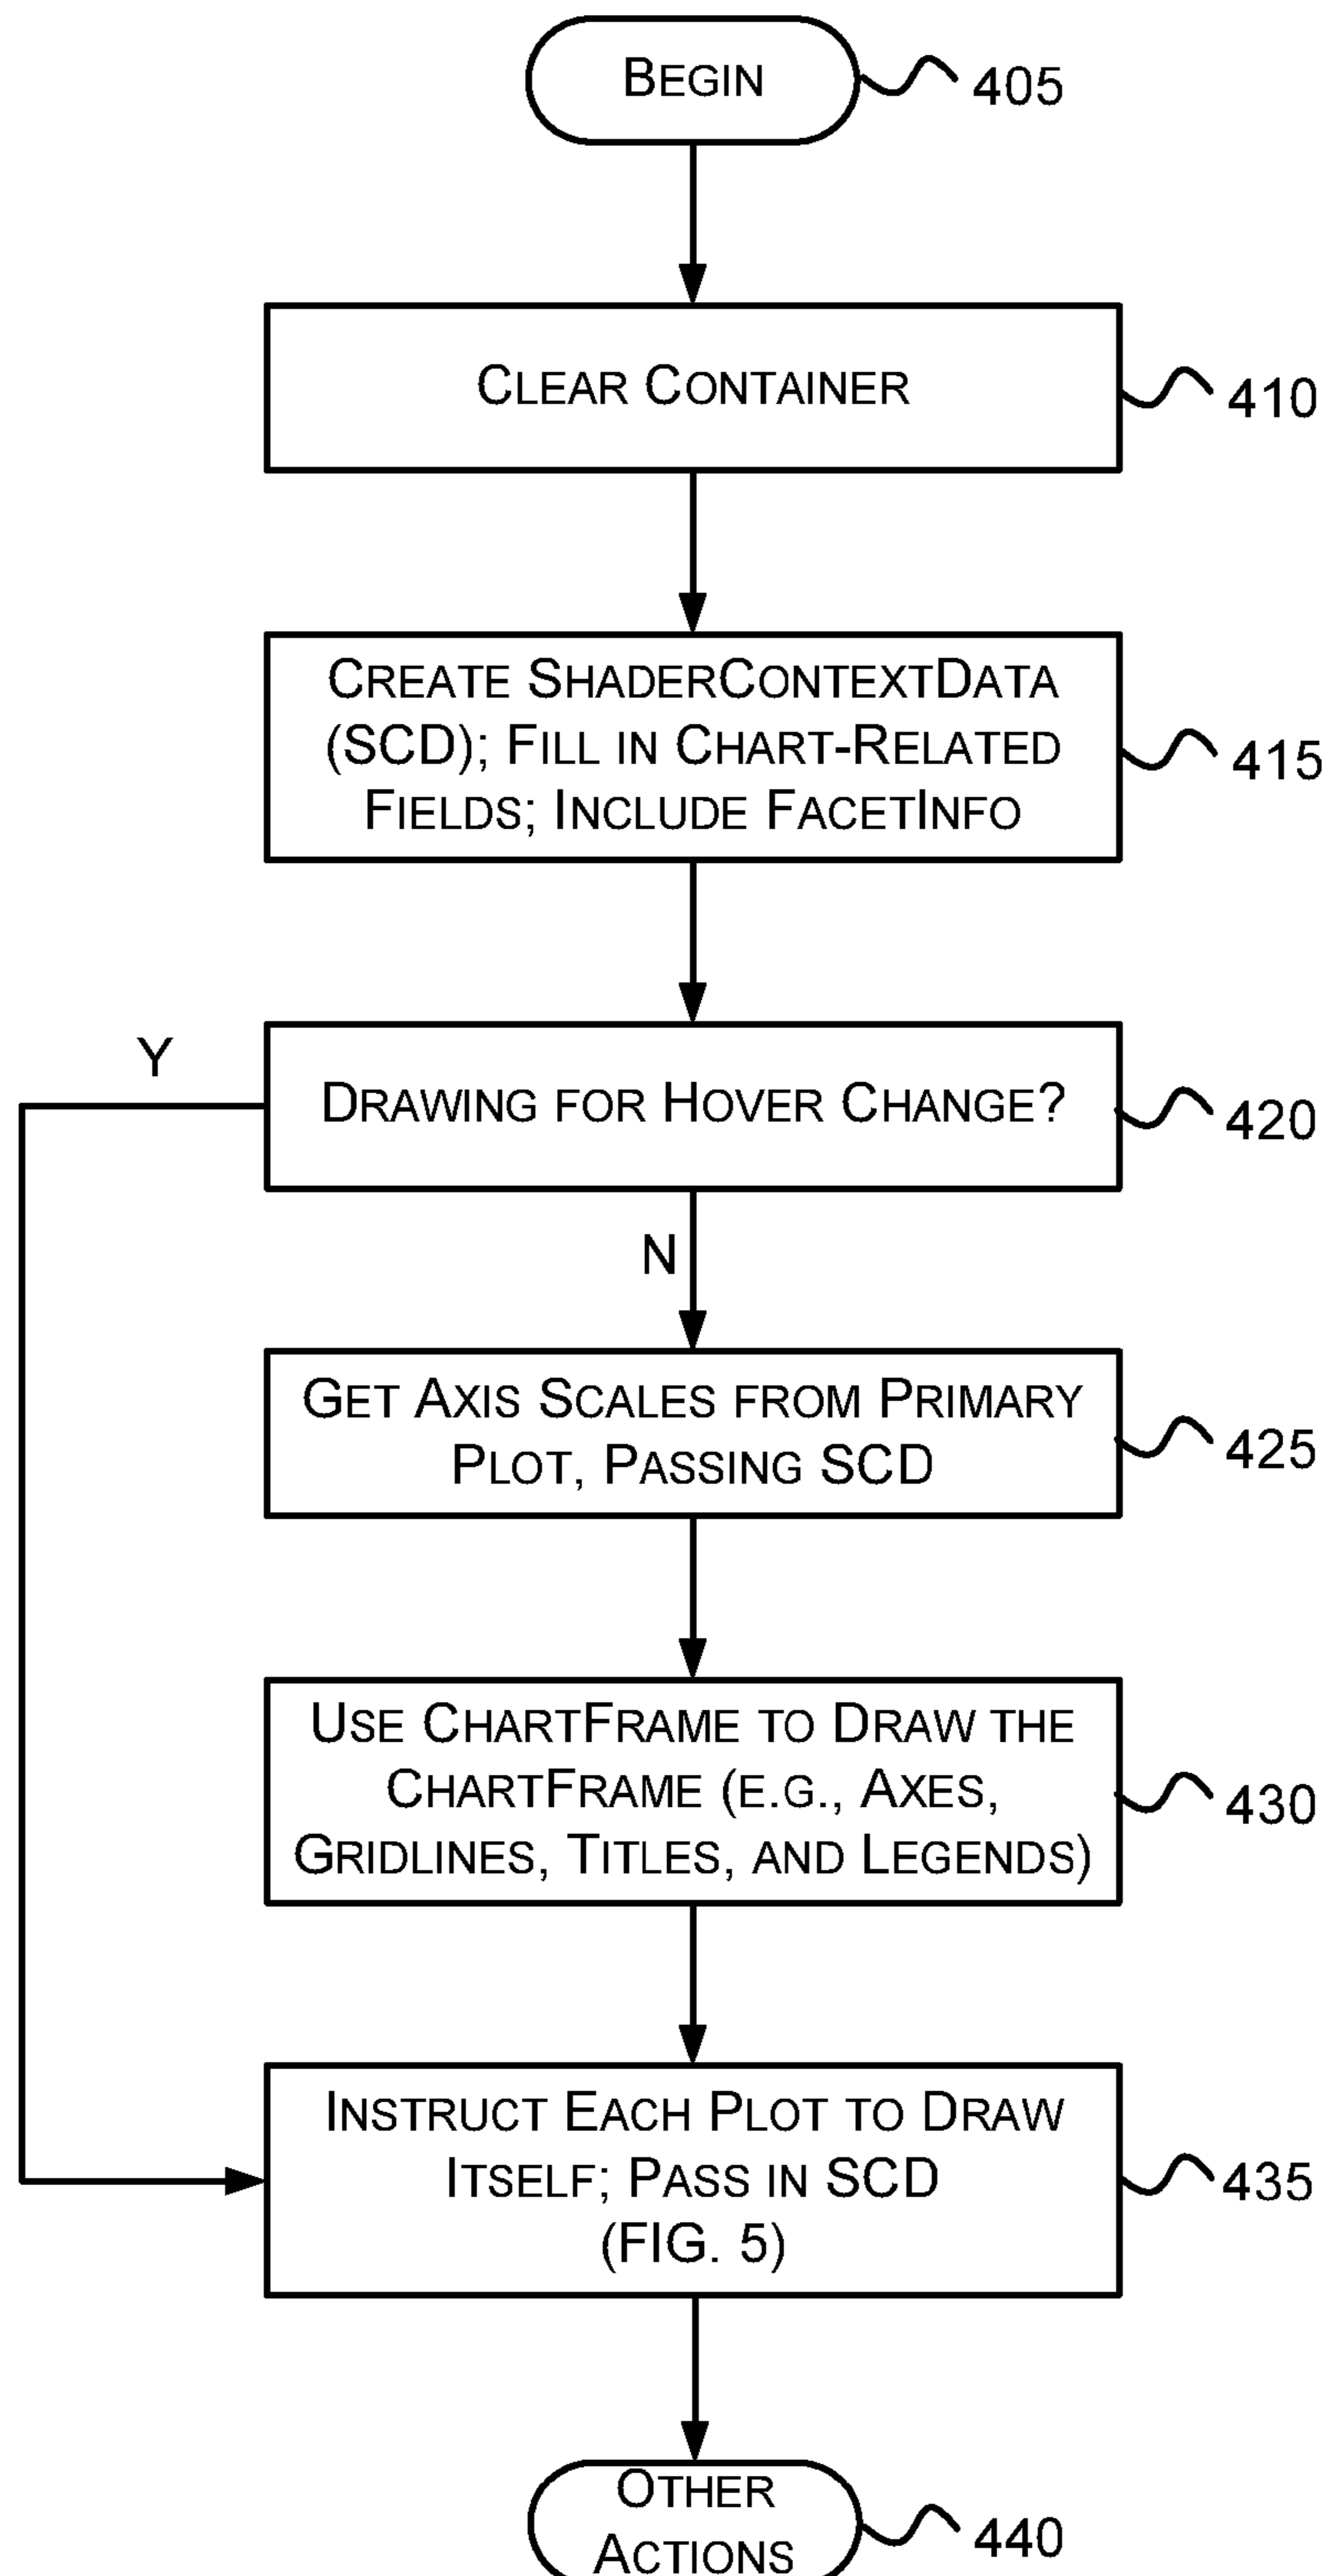 BEGIN
405
CLEAR CONTAINER
410
CREATE SHADERCONTEXTDATA
(SCD); FILL IN CHART-RELATED
FIELDS; INCLUDE FACETINFO
415
Y
DRAWING FOR HOVER CHANGE?
420
N
GET AXIS SCALES FROM PRIMARY
PLOT, PASSING SCD
425
USE CHARTFRAME TO DRAW THE
CHARTFRAME (E.G., AXES,
GRIDLINES, TITLES, AND LEGENDS)
430
INSTRUCT EACH PLOT TO DRAW
ITSELF; PASS IN SCD
(FIG. 5)
435
OTHER
ACTIONS
440